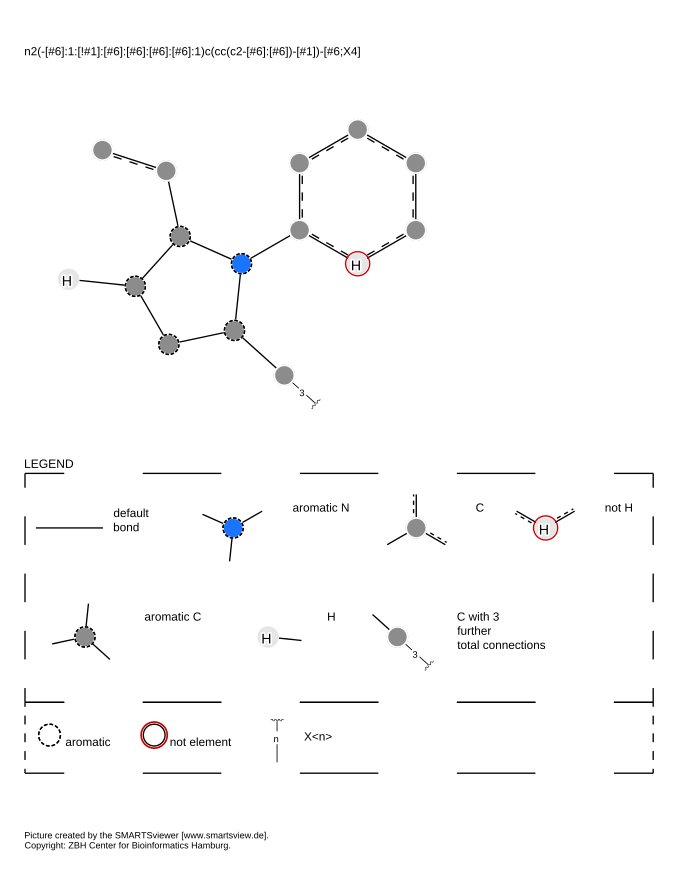 n2(-[#6]:1:[!#1]:[#6]:[#6]:[#6]:[#6]:1)c(cc(c2-[#6]:[#6])-[#1])-[#6;X4]
H
H
3
LEGEND
default
bond
aromatic N
C
H
not H
aromatic C
H
H
3
C with 3
further
total connections
aromatic
not element
n
X<n>
Picture created by the SMARTSviewer [www.smartsview.de].
Copyright: ZBH Center for Bioinformatics Hamburg.